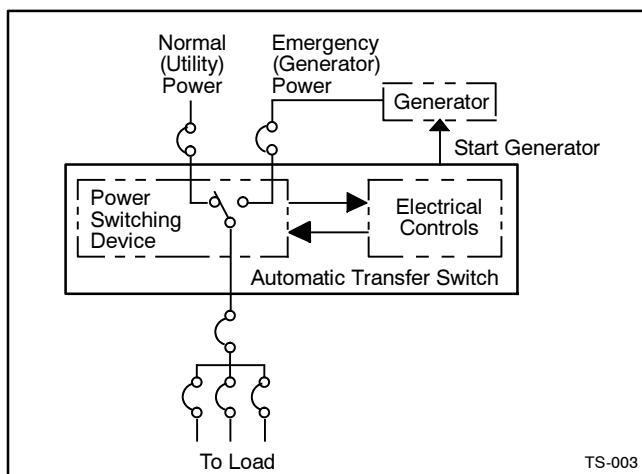 Normal
(Utility)
Power
Emergency
(Generator)
Power
Generator
Start Generator
Power
Switching
Device
Electrical
Controls
Automatic Transfer Switch
To Load
TS-003